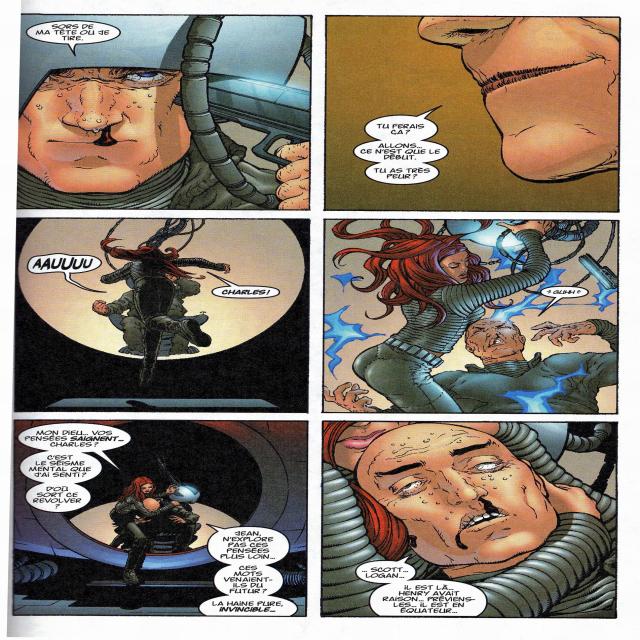 SORS DE
MA TÊTE OU JE
TIRE.
TU FERAIS
ÇA?
ALLONS...
CE N'EST QUE LE
DÉBUT.
TU AS TRÈS
PEUR?
AAUUUU
CHARLES!
* GUHH *
MON DIEU... VOS
PENSÉES SAIGNENT...
CHARLES?
C'EST
LE SÉISME
MENTAL QUE
J'AI SENTI?
D'OÙ
SORT CE
REVOLVER
?
JEAN,
N'EXPLORE
PAS CES
PENSÉES
PLUS LOIN...
CES
MOTS
VENAIENT-
ILS DU
FUTUR?
LA HAINE PURE,
INVINCIBLE...
... SCOTT...
LOGAN...
IL EST LÀ...
HENRY AVAIT
RAISON... PRÉVIENS-
LES... IL EST EN
ÉQUATEUR...